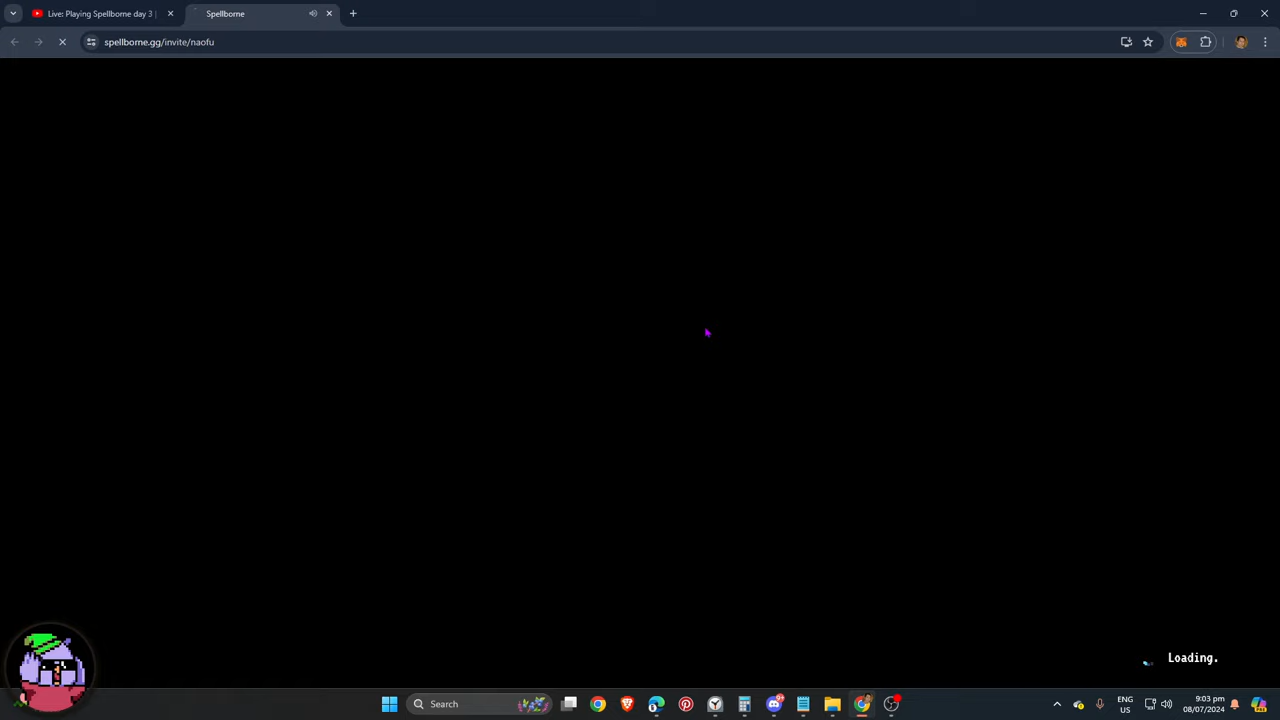 Live: Playing Spellborne day 3 |
Spellborne
spellborne.gg/invite/naofu
Loading.
Search
9+
ENG
US
9:03 pm
08/07/2024